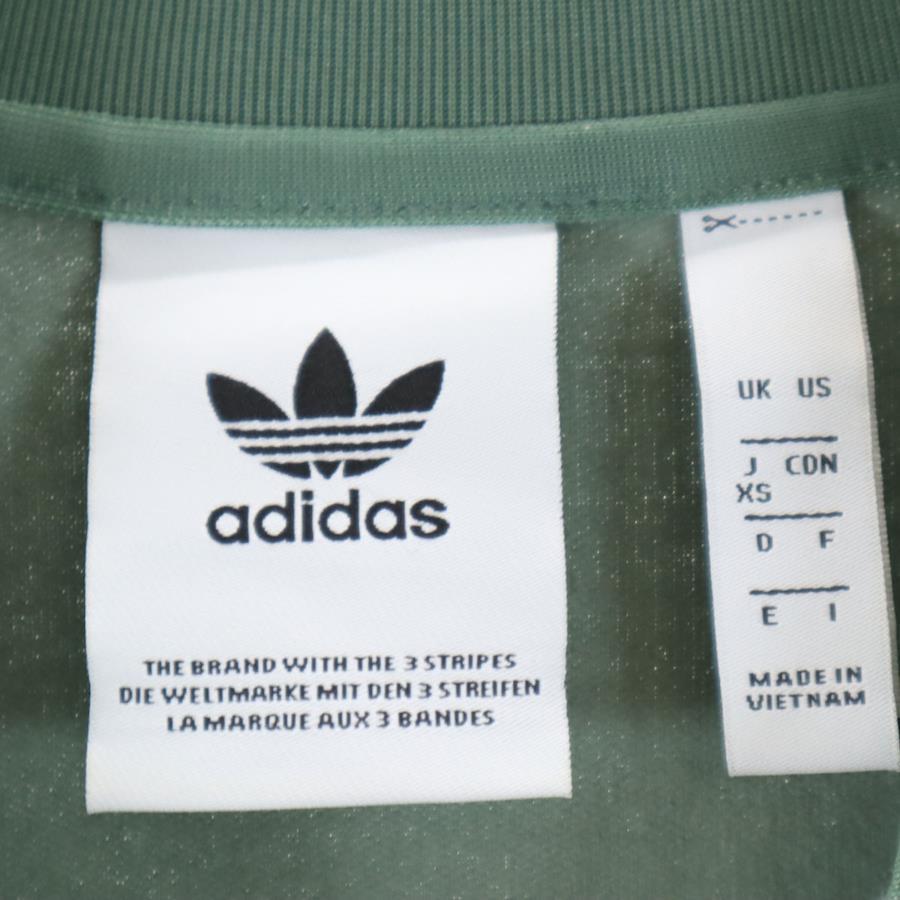 adidas
THE BRAND WITH THE 3 STRIPES
DIE WELTMARKE MIT DEN 3 STREIFEN
LA MARQUE AUX 3 BANDES
UK US
J CDN
XS
D F
E I
MADE IN
VIETNAM